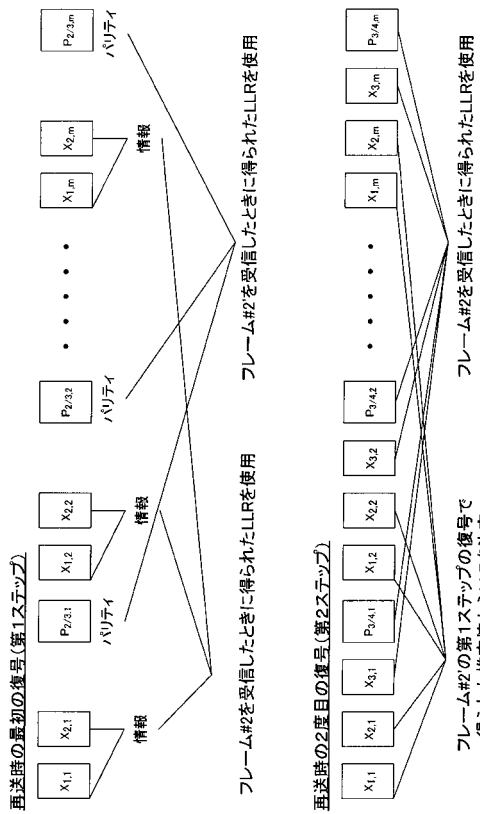 再送時の最初の復号(第1ステップ)
X1,1 X2,1 P2/3,1 X1,2 X2,2 P2/3,2 ・・・・・ X1,m X2,m P2/3,m
情報 パリティ 情報 パリティ 情報 パリティ
フレーム#2を受信したときに得られたLLRを使用 フレーム#2'を受信したときに得られたLLRを使用
再送時の2度目の復号(第2ステップ)
X1,1 X2,1 X3,1 P3/4,1 X1,2 X2,2 X3,2 P3/4,2 ・・・・・ X1,m X2,m X3,m P3/4,m
フレーム#2'の第1ステップの復号で フレーム#2を受信したときに得られたLLRを使用